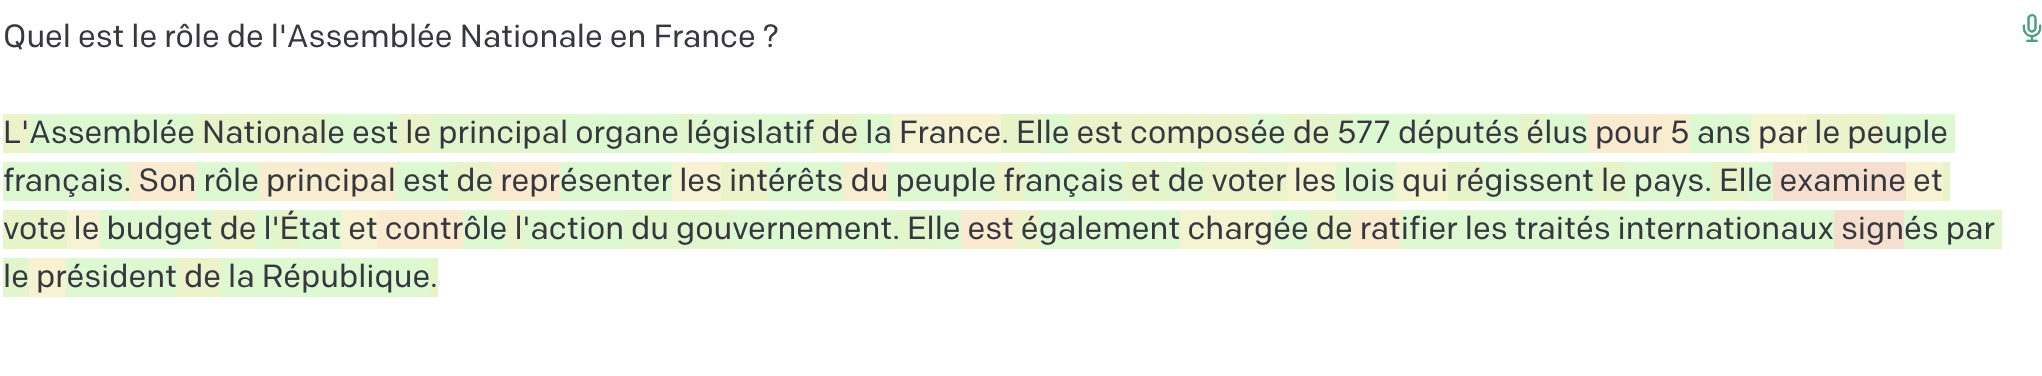 Quel est le rôle de l'Assemblée Nationale en France ?
L'Assemblée Nationale est le principal organe législatif de la France. Elle est composée de 577 députés élus pour 5 ans par le peuple
français. Son rôle principal est de représenter les intérêts du peuple français et de voter les lois qui régissent le pays. Elle examine et
vote le budget de l'État et contrôle l'action du gouvernement. Elle est également chargée de ratifier les traités internationaux signés par
le président de la République.